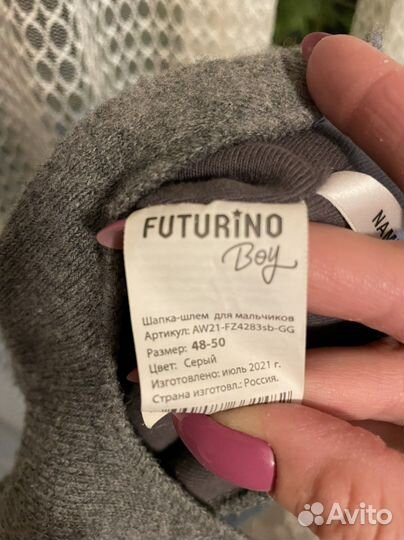 FUTURINO
Boy
Шапка-шлем для мальчиков
Артикул: AW21-FZ4283sb-GG
Размер: 48-50
Цвет: Серый
Изготовлено: июль 2021 г.
Страна изготовл.: Россия.
NAM
Avito